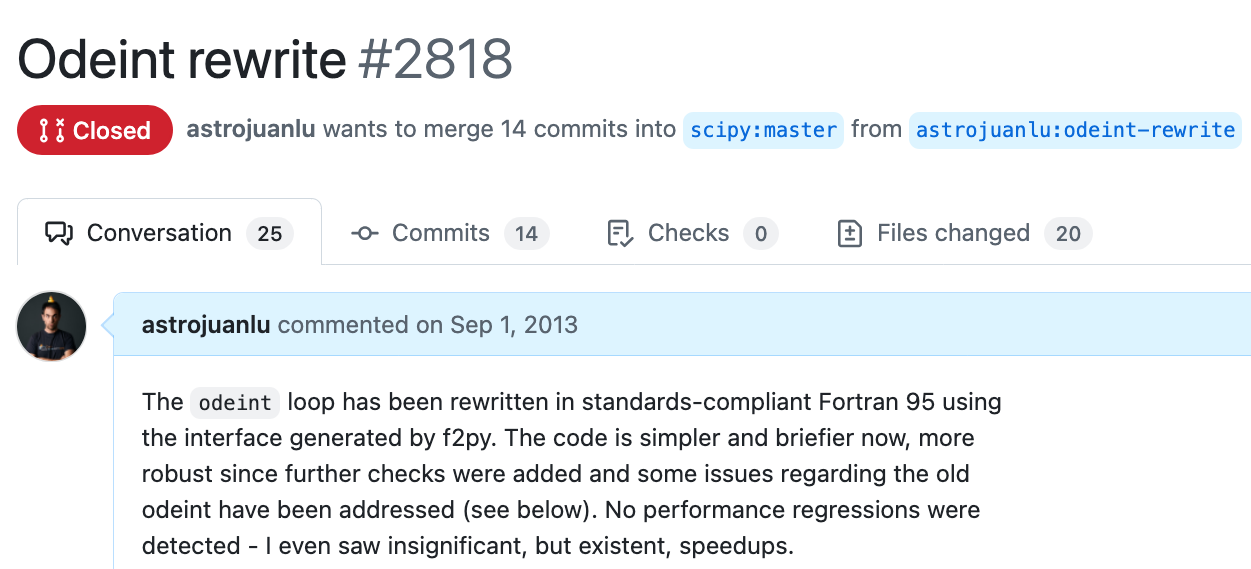 Odeint rewrite #2818
Closed astrojuanlu wants to merge 14 commits into scipy:master from astrojuanlu:odeint-rewrite
Conversation 25 Commits 14 Checks 0 Files changed 20
astrojuanlu commented on Sep 1, 2013
The odeint loop has been rewritten in standards-compliant Fortran 95 using
the interface generated by f2py. The code is simpler and briefier now, more
robust since further checks were added and some issues regarding the old
odeint have been addressed (see below). No performance regressions were
detected - I even saw insignificant, but existent, speedups.